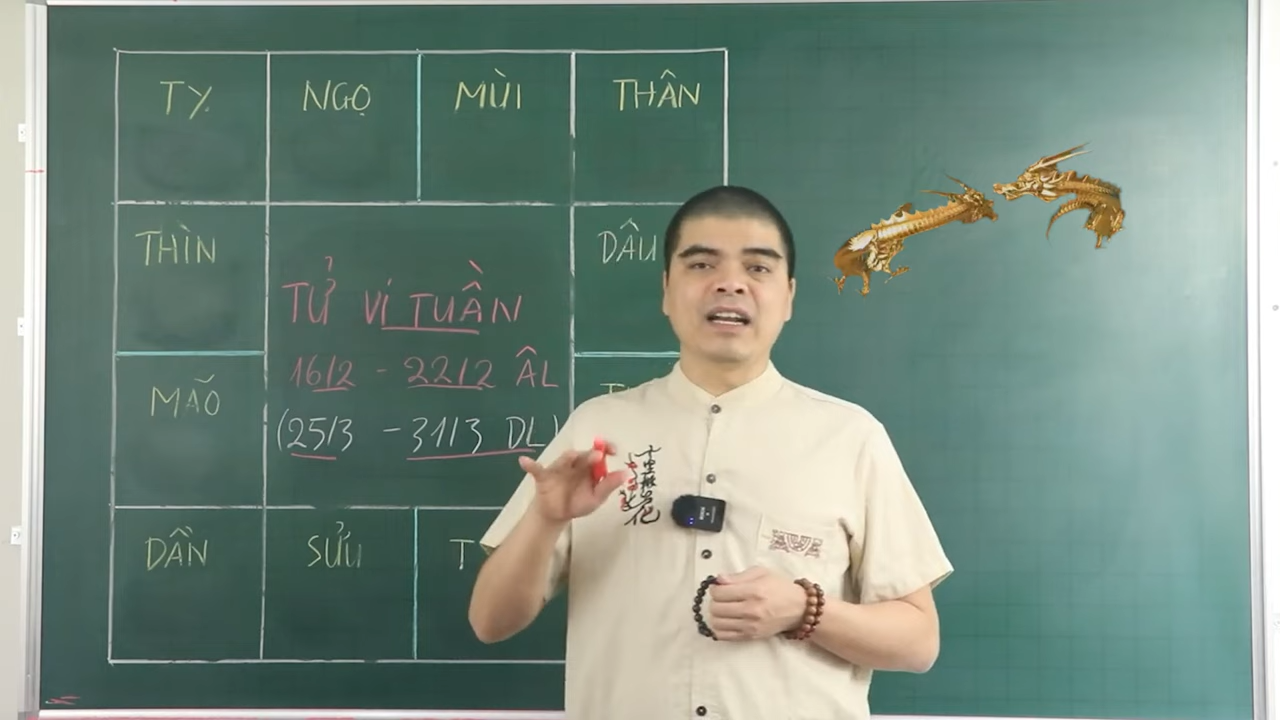 TỴ NGỌ MÙI THÂN
THÌN DẬU
TỬ VI TUẦN
16/2 - 22/2 ÂL
MÃO
(25/3 - 31/3 DL)
DẦN SỬU